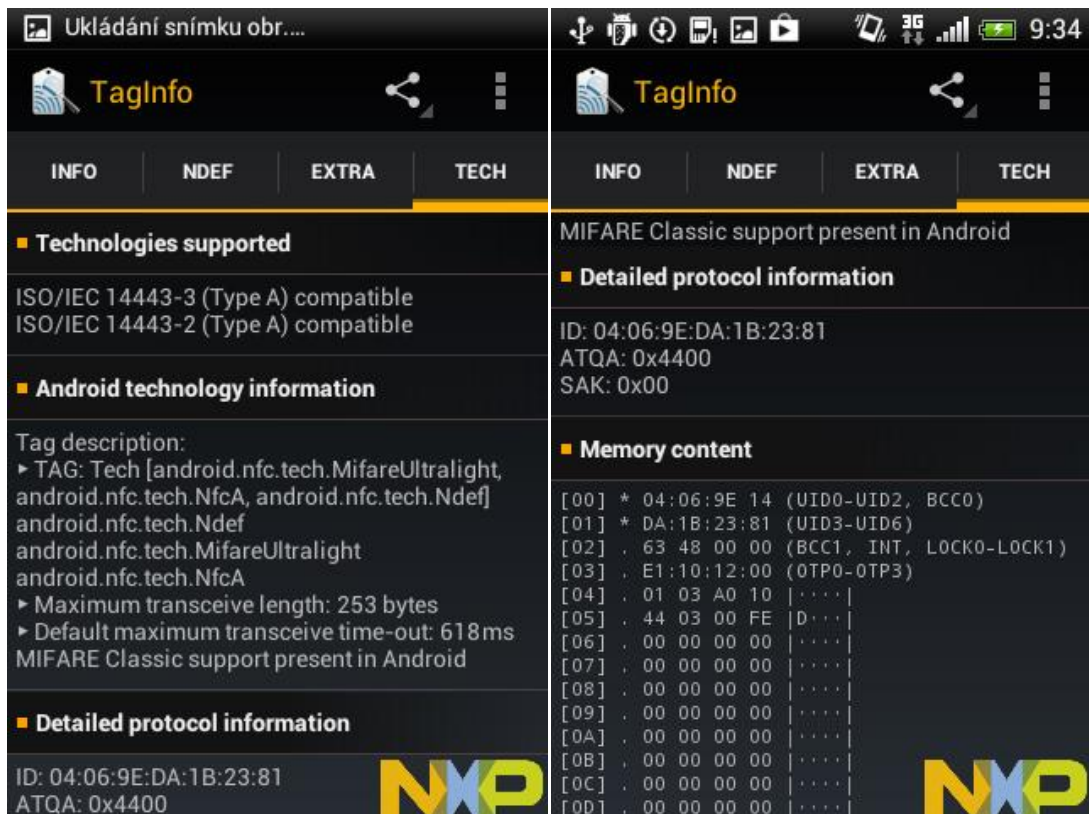 Ukládání snímku obr....
TagInfo
INFO NDEF EXTRA TECH
Technologies supported
ISO/IEC 14443-3 (Type A) compatible
ISO/IEC 14443-2 (Type A) compatible
Android technology information
Tag description:
▸ TAG: Tech [android.nfc.tech.MifareUltralight,
android.nfc.tech.NfcA, android.nfc.tech.Ndef]
android.nfc.tech.Ndef
android.nfc.tech.MifareUltralight
android.nfc.tech.NfcA
▸ Maximum transceive length: 253 bytes
▸ Default maximum transceive time-out: 618ms
MIFARE Classic support present in Android
Detailed protocol information
ID: 04:06:9E:DA:1B:23:81
ATQA: 0x4400
NXP
3G 9:34
TagInfo
INFO NDEF EXTRA TECH
MIFARE Classic support present in Android
Detailed protocol information
ID: 04:06:9E:DA:1B:23:81
ATQA: 0x4400
SAK: 0x00
Memory content
[00] * 04:06:9E 14 (UID0-UID2, BCC0)
[01] * DA:1B:23:81 (UID3-UID6)
[02] . 63 48 00 00 (BCC1, INT, LOCK0-LOCK1)
[03] . E1:10:12:00 (OTP0-OTP3)
[04] . 01 03 A0 10 |····|
[05] . 44 03 00 FE |D···|
[06] . 00 00 00 00 |····|
[07] . 00 00 00 00 |····|
[08] . 00 00 00 00 |····|
[09] . 00 00 00 00 |····|
[0A] . 00 00 00 00 |····|
[0B] . 00 00 00 00 |····|
[0C] . 00 00 00 00 |····|
[0D] . 00 00 00 00 |····|
NXP